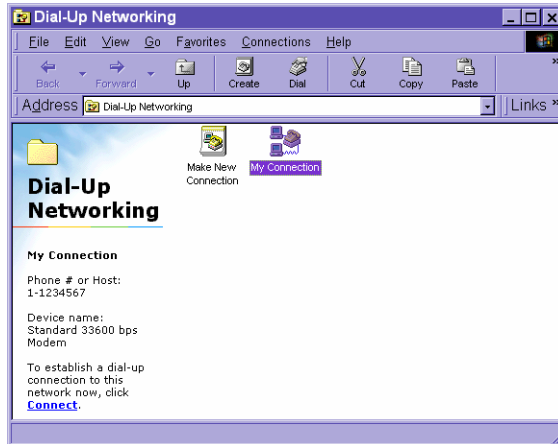 Dial-Up Networking
File Edit View Go Favorites Connections Help
Back Forward Up Create Dial Cut Copy Paste »
Address Dial-Up Networking Links »
Make New
Connection
My Connection
Dial-Up
Networking
My Connection
Phone # or Host:
1-1234567
Device name:
Standard 33600 bps
Modem
To establish a dial-up
connection to this
network now, click
Connect.